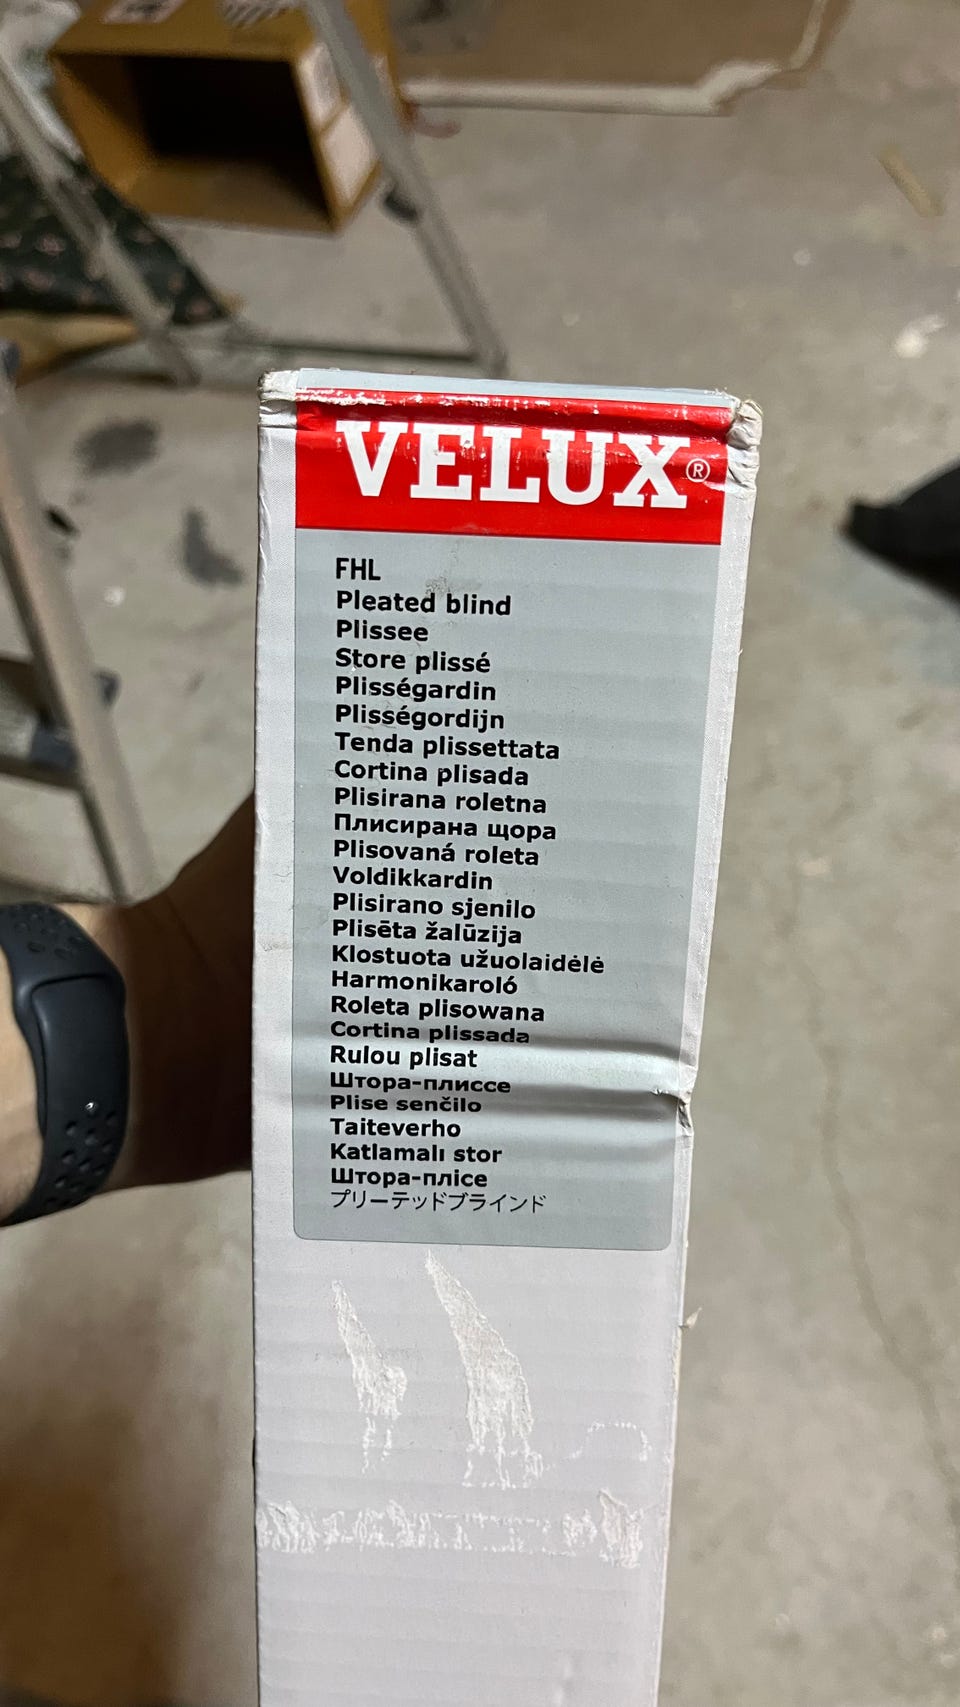 VELUX®
FHL
Pleated blind
Plissee
Store plissé
Plisségardin
Plisségordijn
Tenda plissettata
Cortina plisada
Plisirana roletna
Плисирана щора
Plisovaná roleta
Voldikkardin
Plisirano sjenilo
Plisēta žalūzija
Klostuota užuolaidėlė
Harmonikaroló
Roleta plisowana
Cortina plissada
Rulou plisat
Штора-плиссе
Plise senčilo
Taiteverho
Katlamalı stor
Штора-плісе
プリーテッドブラインド